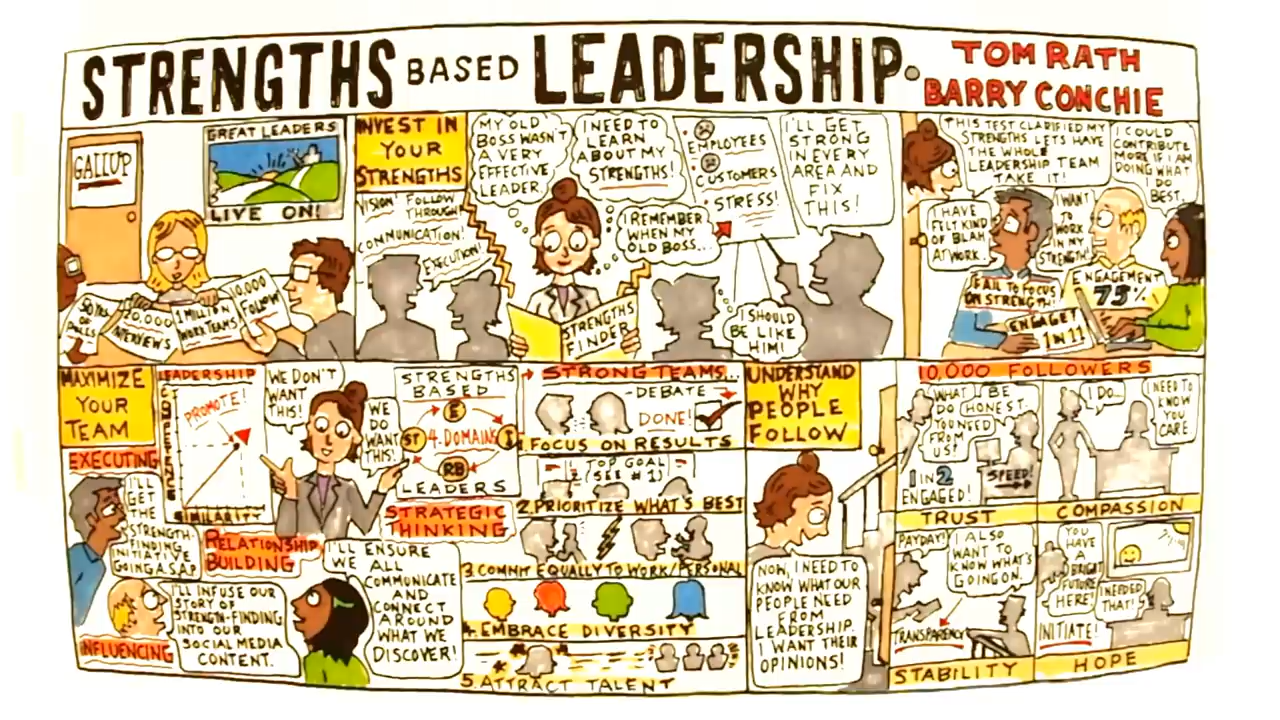 STRENGTHS BASED LEADERSHIP.
TOM RATH
BARRY CONCHIE
GALLUP
GREAT LEADERS
LIVE ON!
20,000
INTERVIEWS
1 MILLION
WORK TEAMS
10,000
FOLLOW
INVEST IN
YOUR
STRENGTHS
VISION!
FOLLOW
THROUGH!
COMMUNICATION!
EXECUTION!
MY OLD
BOSS WASN'T
A VERY
EFFECTIVE
LEADER.
I NEED TO
LEARN
ABOUT MY
STRENGTHS!
I REMEMBER
WHEN MY
OLD BOSS...
STRENGTHS
FINDER
EMPLOYEES
CUSTOMERS
STRESS!
I'LL GET
STRONG
IN EVERY
AREA AND
FIX
THIS!
I SHOULD
BE LIKE
HIM!
THIS TEST CLARIFIED MY
STRENGTHS. LETS HAVE
THE WHOLE
LEADERSHIP TEAM
TAKE IT!
I COULD
CONTRIBUTE
MORE IF I AM
DOING WHAT
I DO
BEST.
I HAVE
FELT KIND
OF BLAH
AT WORK.
I WANT
TO
WORK
IN MY
STRENGTH!
FAIL TO FOCUS
ON STRENGTHS!
ENGAGE?
1 IN 11
ENGAGEMENT
73%
MAXIMIZE
YOUR
TEAM
LEADERSHIP
COMPETENCE
PROMOTE!
SIMILARITY
WE DON'T
WANT
THIS!
WE
DO
WANT
THIS!
STRENGTHS
BASED
E
ST
4. DOMAINS
I
RB
LEADERS
EXECUTING
I'LL
GET
THE
STRENGTH-
FINDING
INITIATIVE
GOING A.S.A.P
RELATIONSHIP
BUILDING
STRATEGIC
THINKING
INFLUENCING
I'LL INFUSE OUR
STORY OF
STRENGTH-FINDING
INTO OUR
SOCIAL MEDIA
CONTENT.
I'LL ENSURE
WE ALL
COMMUNICATE
AND
CONNECT
AROUND
WHAT WE
DISCOVER!
STRONG TEAMS...
DEBATE
DONE!
1. FOCUS ON RESULTS
TOP GOAL
(SEE #1)
2. PRIORITIZE WHAT'S BEST
3. COMMIT EQUALLY TO WORK/PERSONAL
4. EMBRACE DIVERSITY
5. ATTRACT TALENT
UNDERSTAND
WHY
PEOPLE
FOLLOW
NOW, I NEED TO
KNOW WHAT OUR
PEOPLE NEED
FROM
LEADERSHIP.
I WANT THEIR
OPINIONS!
10,000 FOLLOWERS
WHAT
DO
YOU NEED
FROM
US!
BE
HONEST.
1 IN 2
ENGAGED!
SPEED!
TRUST
I DO...
I NEED TO
KNOW
YOU
CARE.
COMPASSION
PAYDAY!
I ALSO
WANT TO
KNOW WHAT'S
GOING ON.
TRANSPARENCY
STABILITY
YOU
HAVE
A
BRIGHT
FUTURE
HERE!
I NEEDED
THAT!
INITIATE!
HOPE